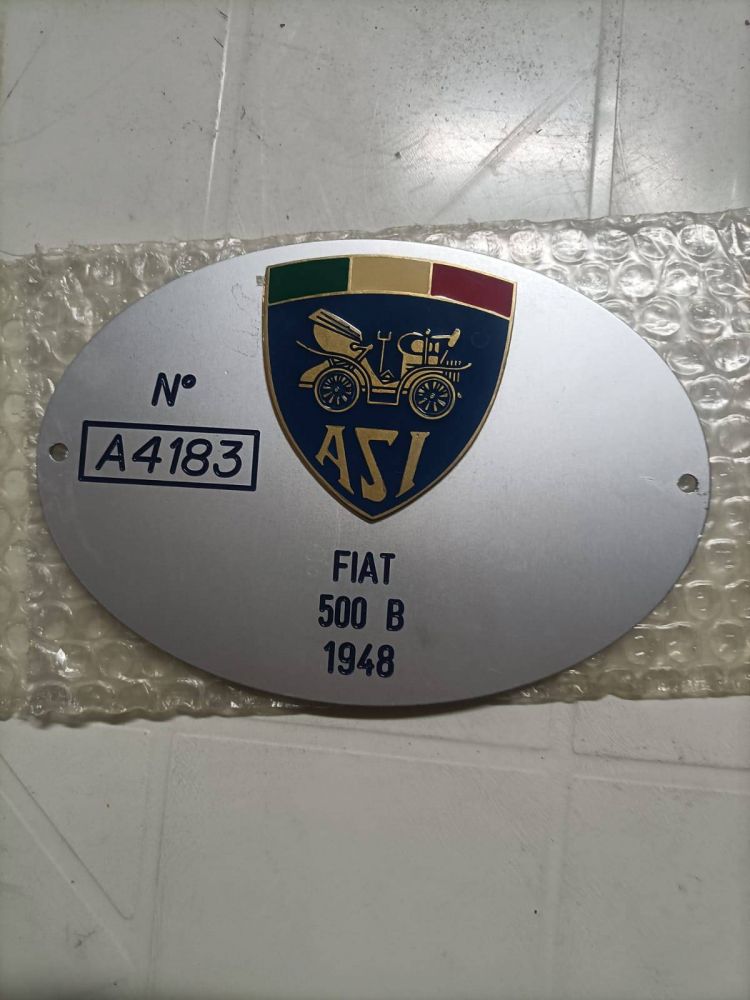 N°
A4183
ASI
FIAT
500 B
1948